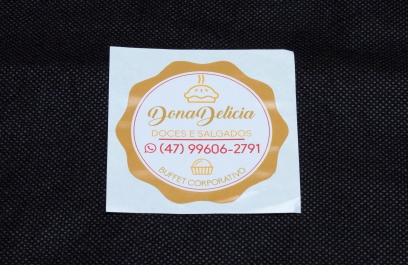 DonaDelicia
DOCES E SALGADOS
(47) 99606-2791
BUFFET CORPORATIVO